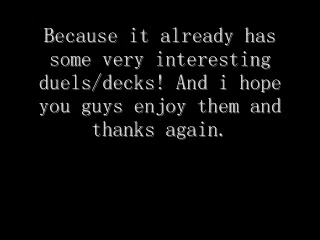 Because it already has
some very interesting
duels/decks! And i hope
you guys enjoy them and
thanks again.